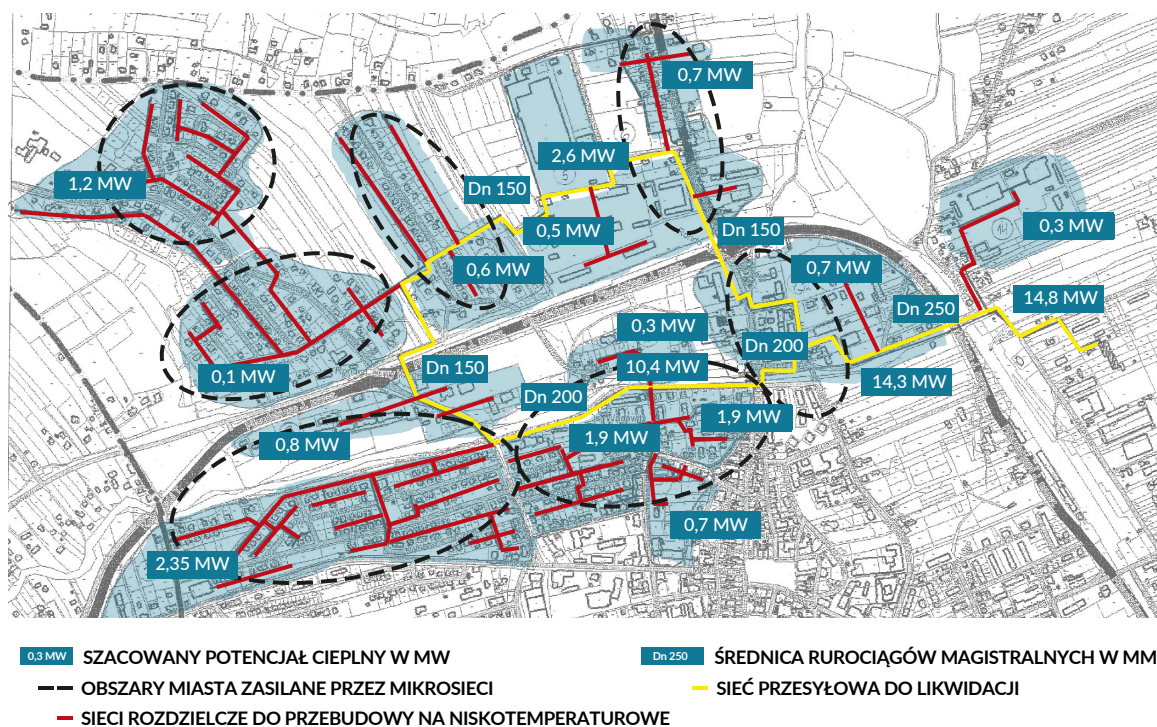 0,7 MW
2,6 MW
1,2 MW
Dn 150
0,5 MW
0,3 MW
Dn 150
0,6 MW
0,7 MW
14,8 MW
Dn 250
0,3 MW
Dn 200
0,1 MW
Dn 150
10,4 MW
14,3 MW
Dn 200
1,9 MW
0,8 MW
1,9 MW
0,7 MW
2,35 MW
0,3 MW SZACOWANY POTENCJAŁ CIEPLNY W MW
Dn 250 ŚREDNICA RUROCIĄGÓW MAGISTRALNYCH W MM
OBSZARY MIASTA ZASILANE PRZEZ MIKROSIECI
SIEĆ PRZESYŁOWA DO LIKWIDACJI
SIECI ROZDZIELCZE DO PRZEBUDOWY NA NISKOTEMPERATUROWE